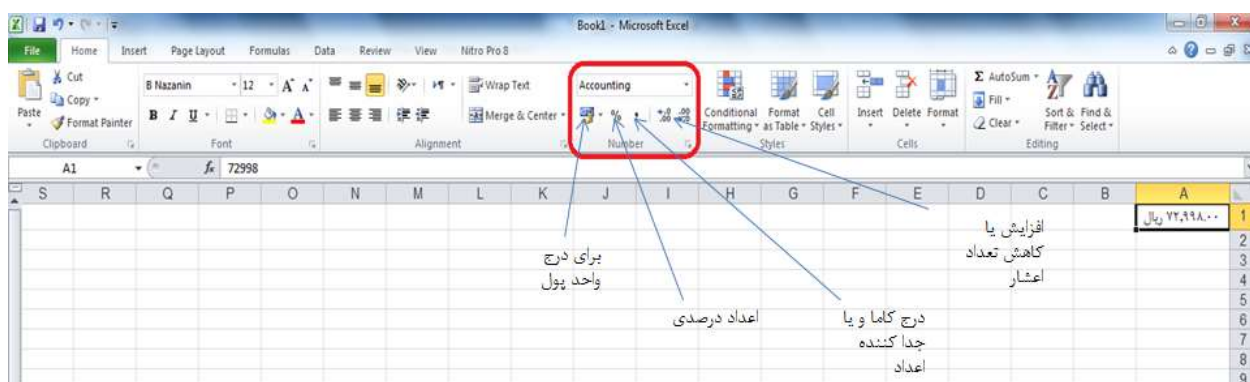 Book1 - Microsoft Excel
File Home Insert Page Layout Formulas Data Review View Nitro Pro 8
Cut
Copy
Format Painter
Paste
Clipboard
B Nazanin 12 A A
B I U A
Font
Wrap Text
Merge & Center
Alignment
Accounting
% , .00 .00
Number
Conditional Formatting
Format as Table
Cell Styles
Styles
Insert Delete Format
Cells
Σ AutoSum
Fill
Clear
Sort & Filter
Find & Select
Editing
A1 fx 72998
S R Q P O N M L K J I H G F E D C B A
۷۲,۹۹۸.۰۰ ریال
1
2
3
4
5
6
7
8
9
افزایش یا
کاهش تعداد
اعشار
برای درج
واحد پول
اعداد درصدی
درج کاما و یا
جدا کننده
اعداد